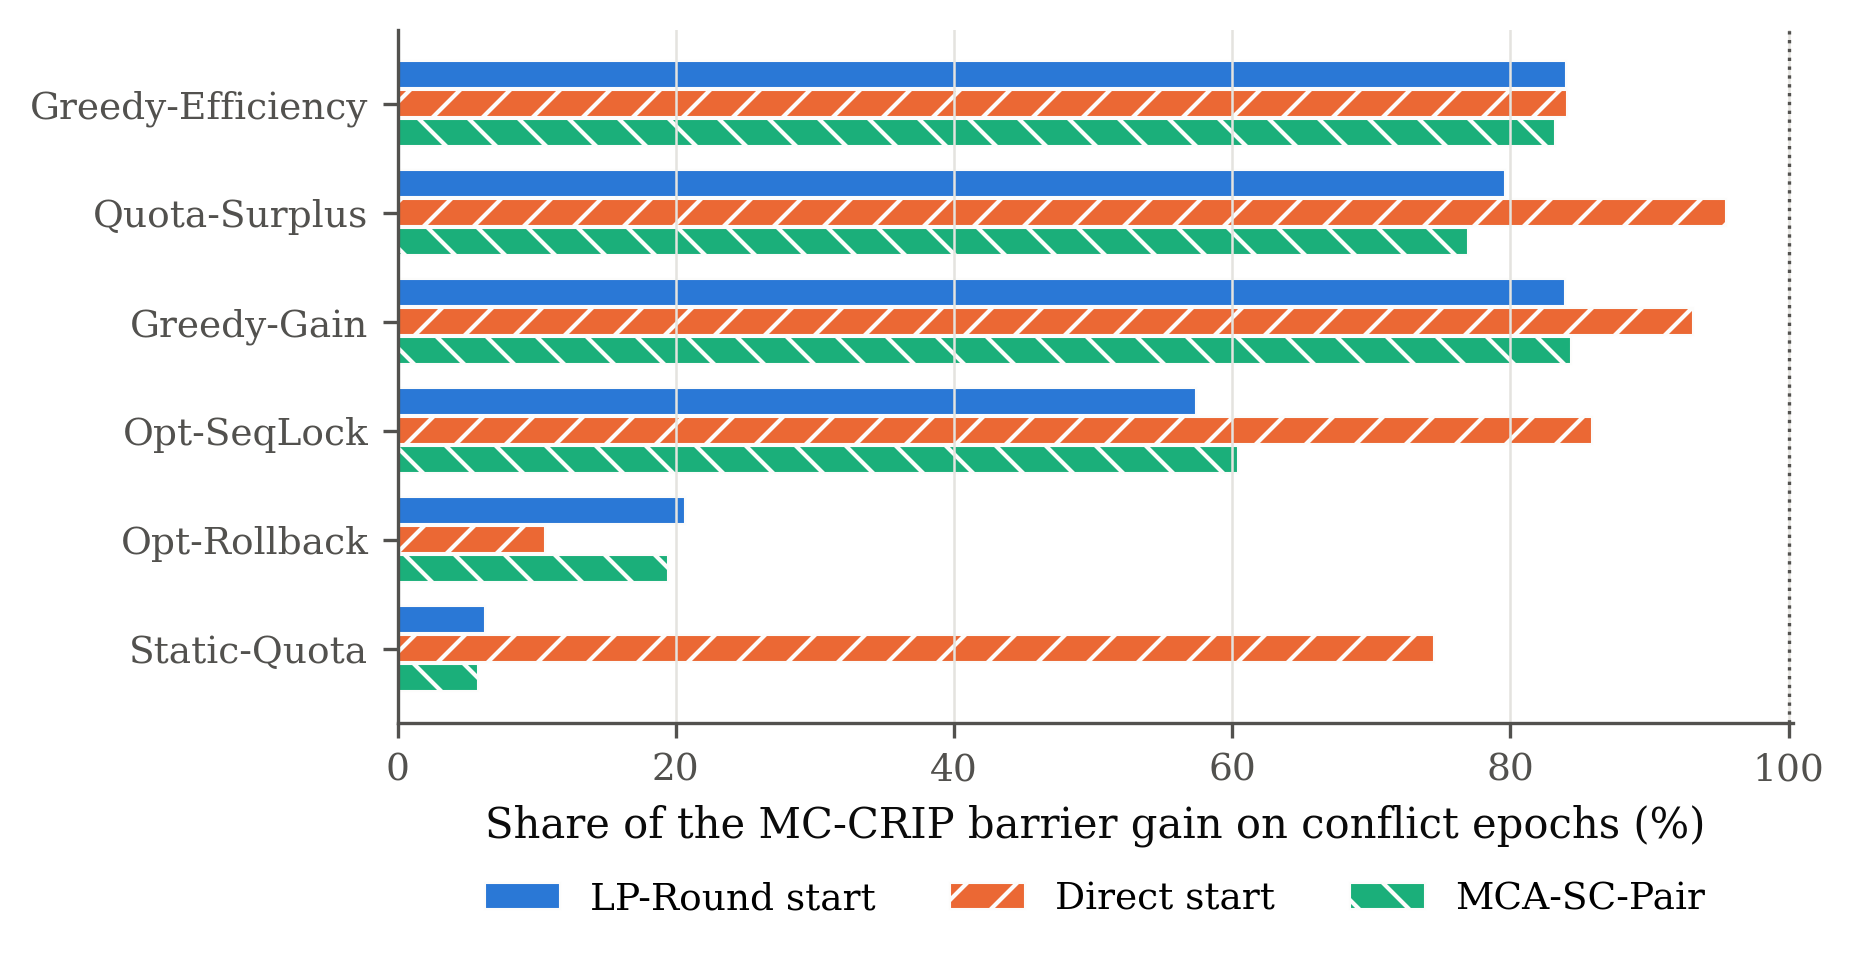 Greedy-Efficiency
Quota-Surplus
Greedy-Gain
Opt-SeqLock
Opt-Rollback
Static-Quota
0 20 40 60 80 100
Share of the MC-CRIP barrier gain on conflict epochs (%)
LP-Round start Direct start MCA-SC-Pair